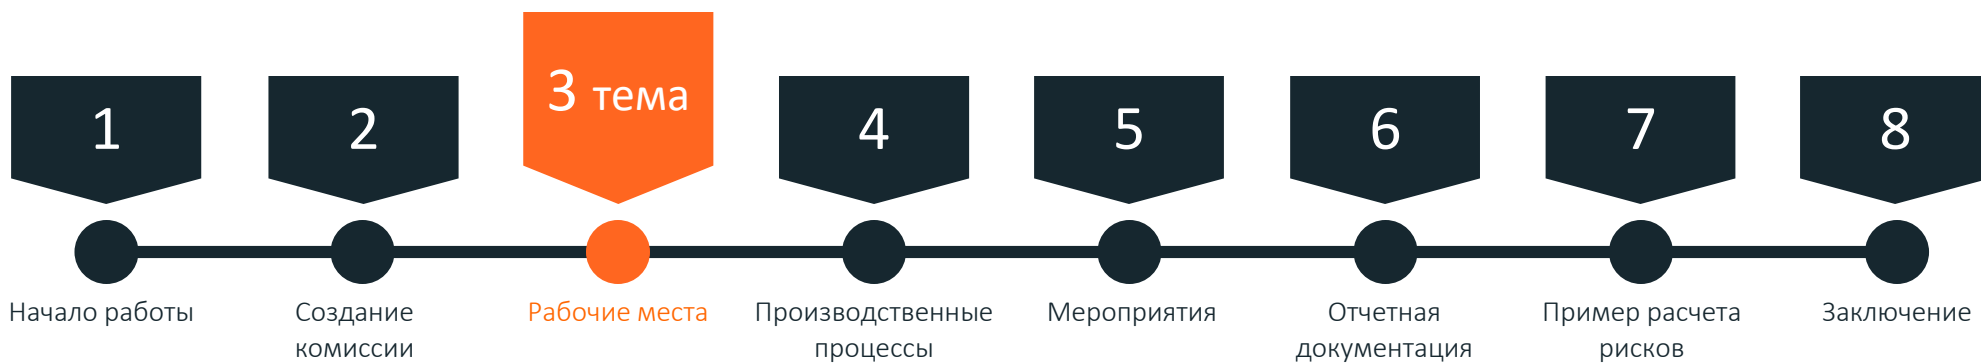 1
2
3 тема
4
5
6
7
8
Начало работы
Создание
комиссии
Рабочие места
Производственные
процессы
Мероприятия
Отчетная
документация
Пример расчета
рисков
Заключение